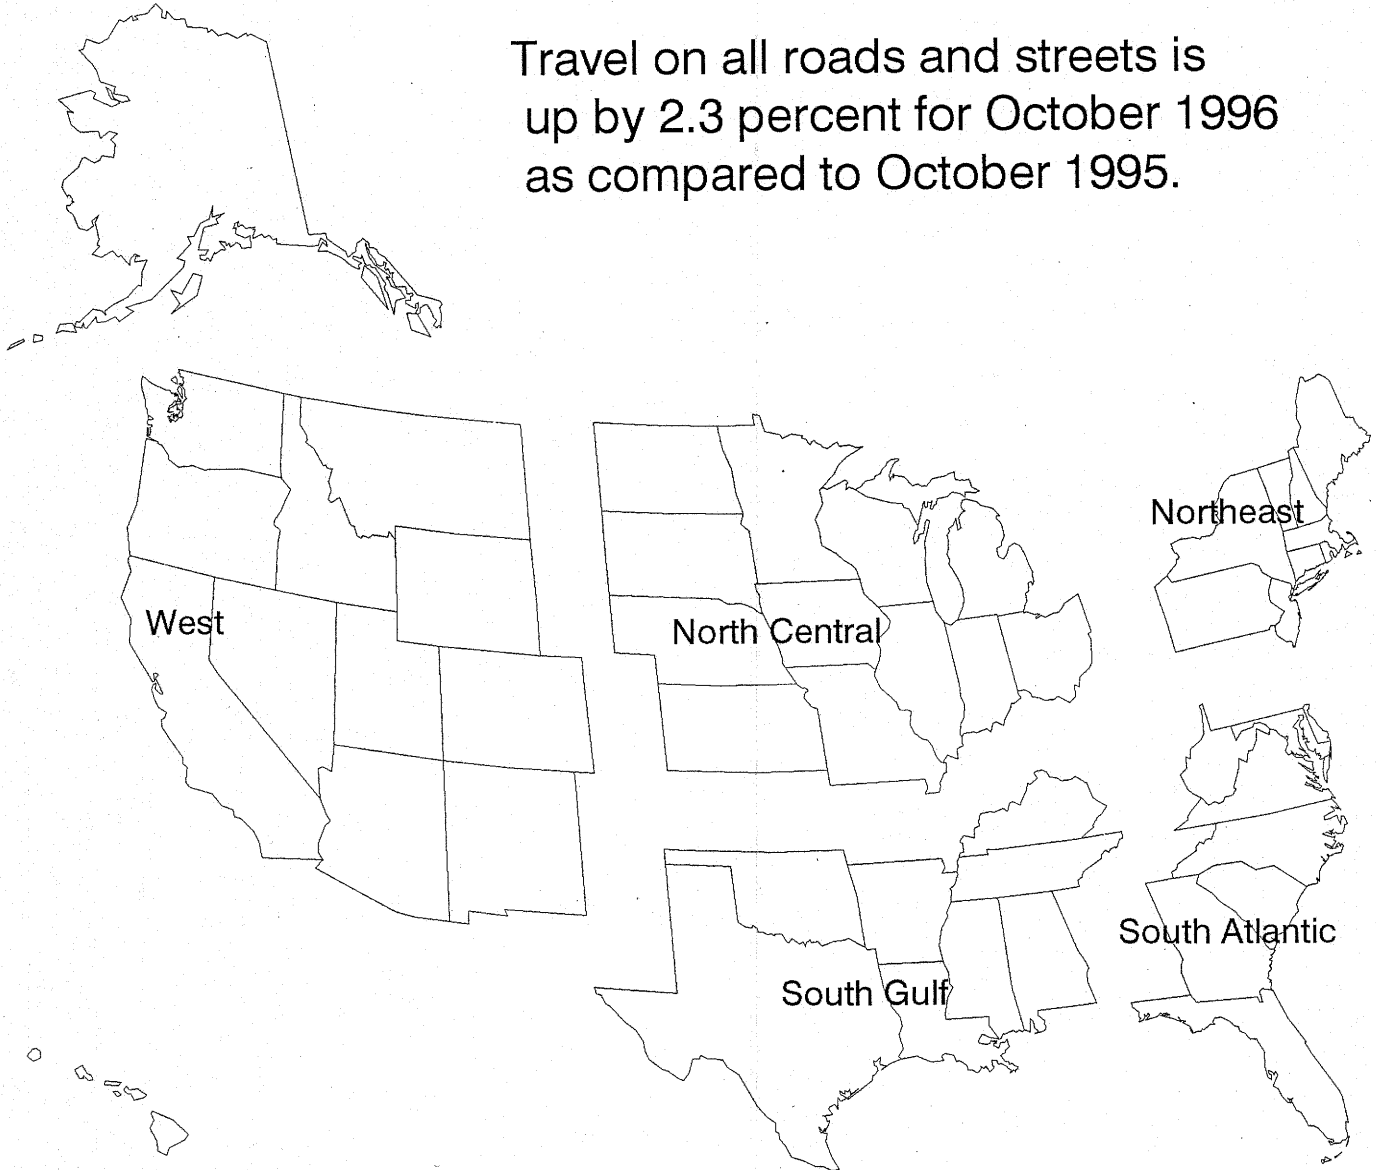 Travel on all roads and streets is
up by 2.3 percent for October 1996
as compared to October 1995.
Northeast
West
North Central
South Atlantic
South Gulf